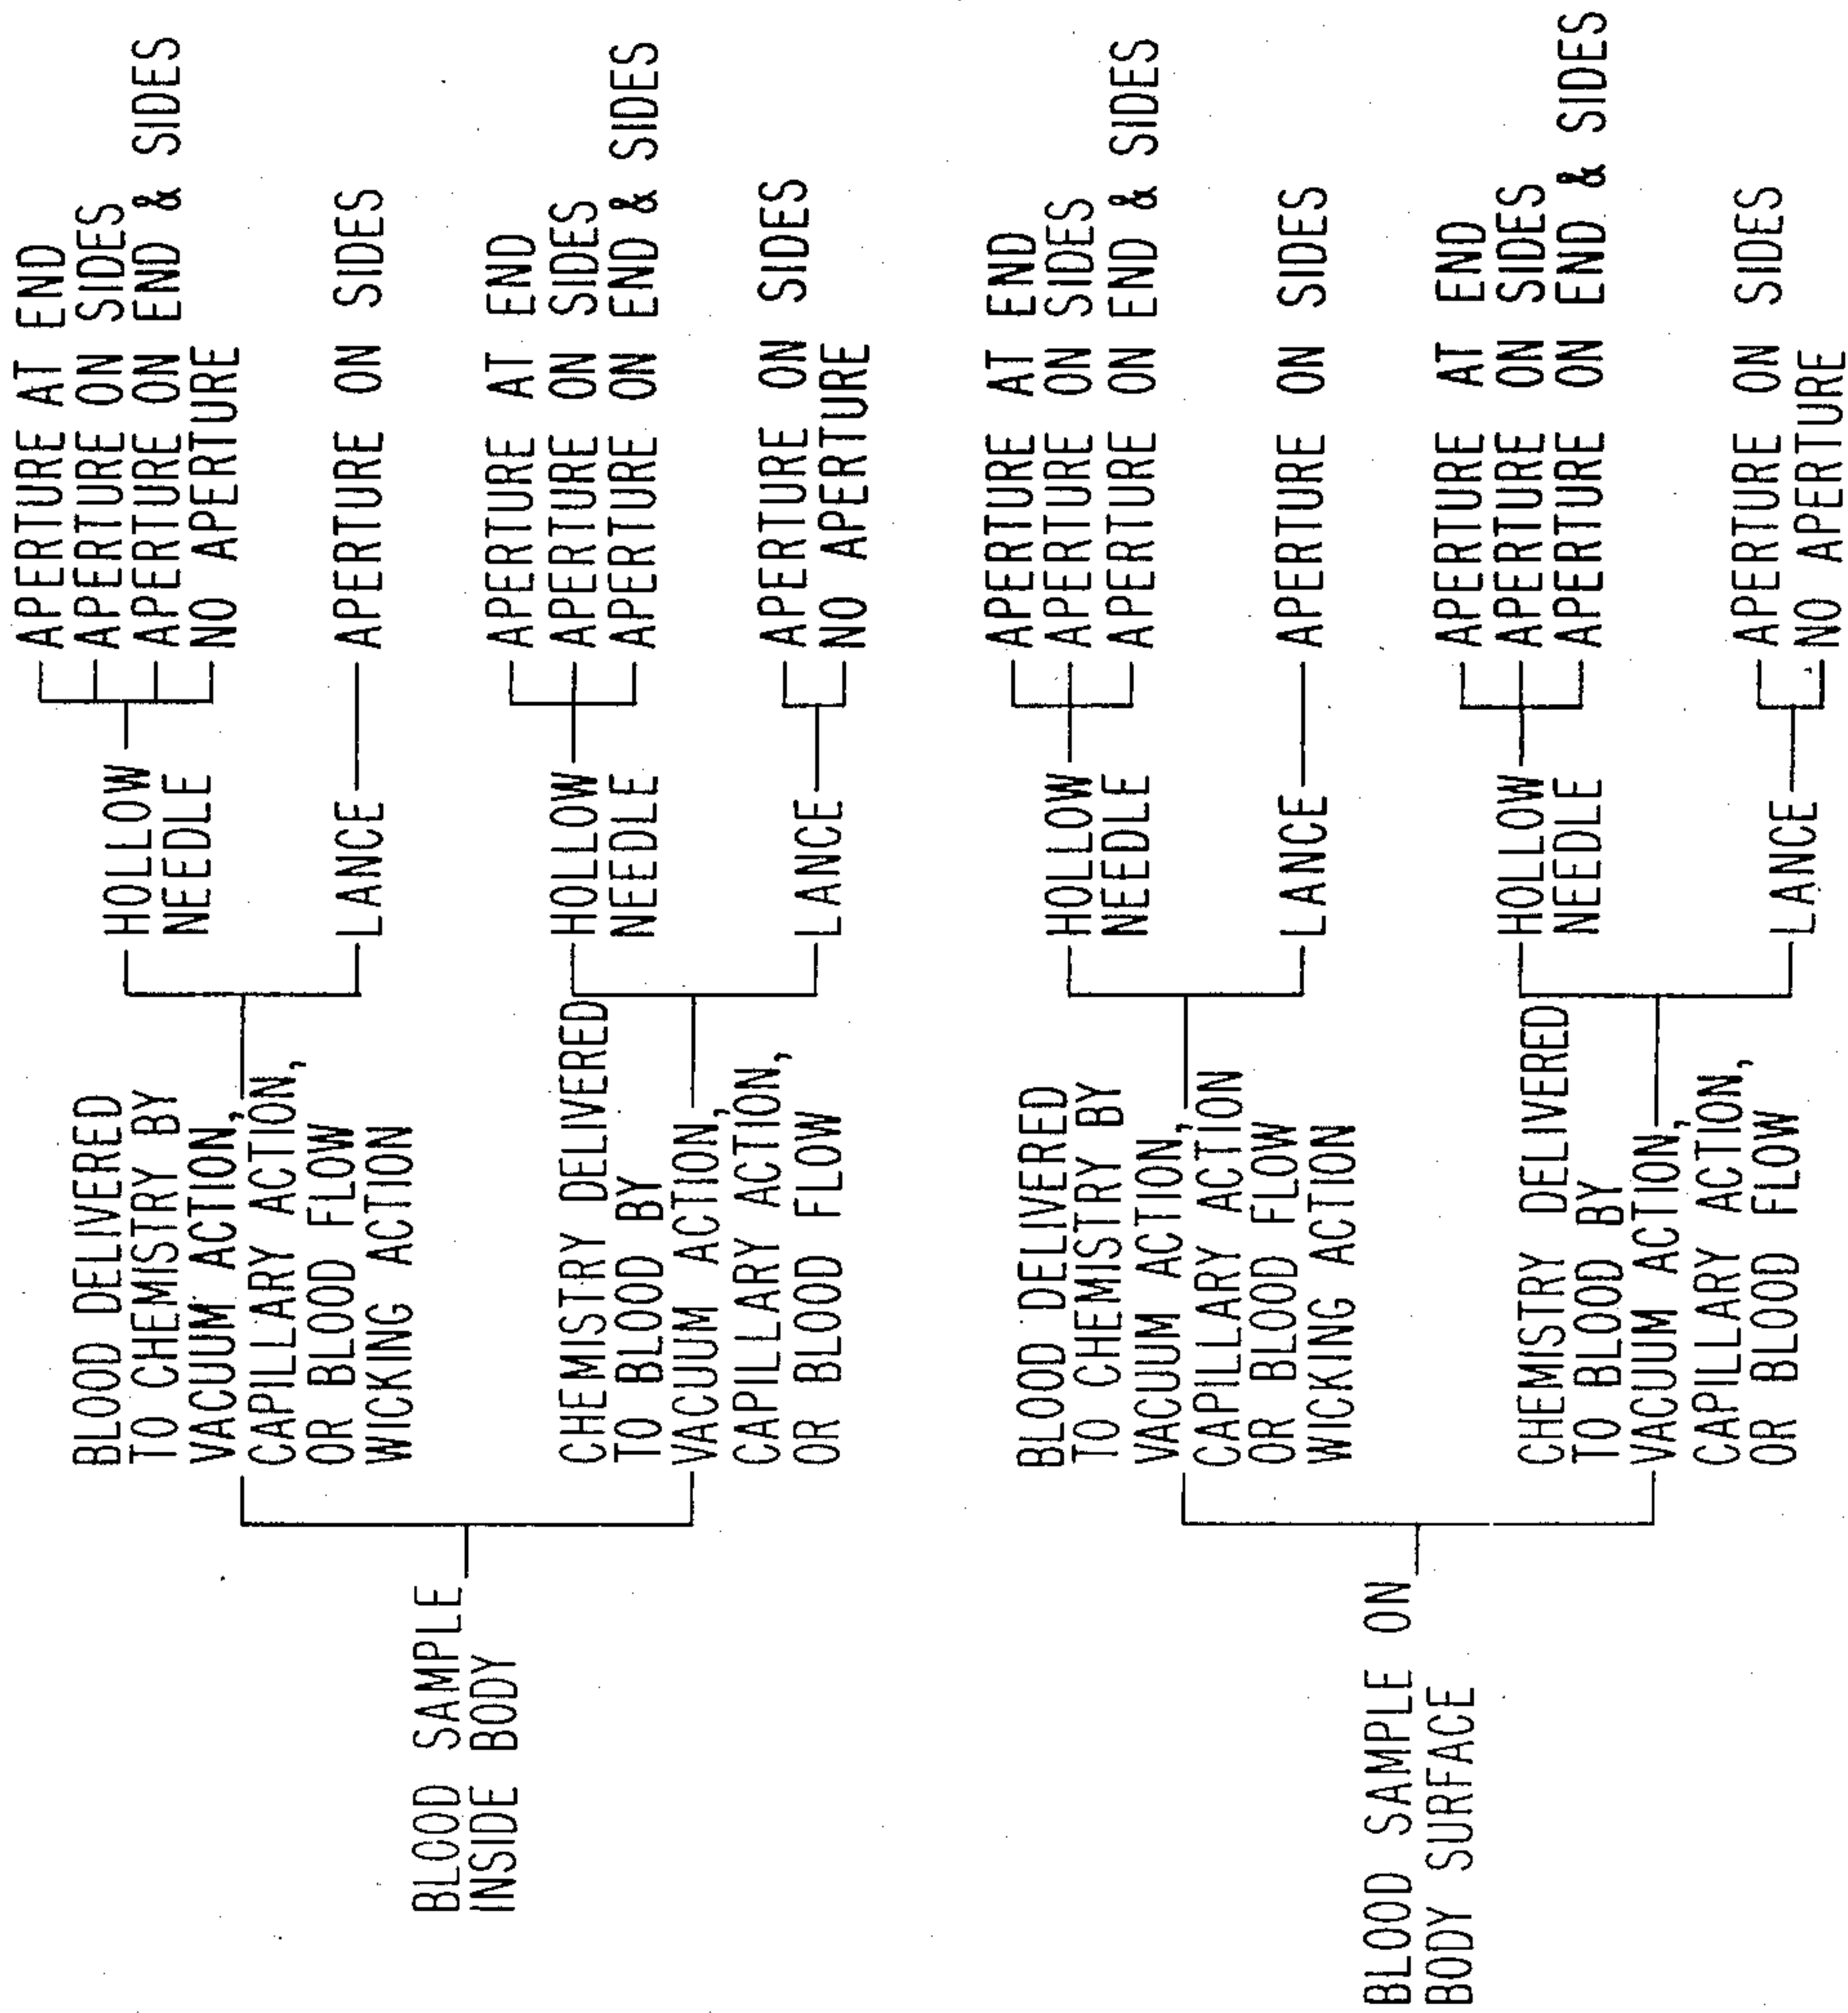 BLOOD SAMPLE
INSIDE BODY
BLOOD DELIVERED
TO CHEMISTRY BY
VACUUM ACTION,
CAPILLARY ACTION,
OR BLOOD FLOW
WICKING ACTION
HOLLOW
NEEDLE
APERTURE AT END
APERTURE ON SIDES
APERTURE ON END & SIDES
NO APERTURE
LANCE
APERTURE ON SIDES
CHEMISTRY DELIVERED
TO BLOOD BY
VACUUM ACTION,
CAPILLARY ACTION,
OR BLOOD FLOW
HOLLOW
NEEDLE
APERTURE AT END
APERTURE ON SIDES
APERTURE ON END & SIDES
LANCE
APERTURE ON SIDES
NO APERTURE
BLOOD SAMPLE ON
BODY SURFACE
BLOOD DELIVERED
TO CHEMISTRY BY
VACUUM ACTION,
CAPILLARY ACTION
OR BLOOD FLOW
WICKING ACTION
HOLLOW
NEEDLE
APERTURE AT END
APERTURE ON SIDES
APERTURE ON END & SIDES
LANCE
APERTURE ON SIDES
CHEMISTRY DELIVERED
TO BLOOD BY
VACUUM ACTION,
CAPILLARY ACTION,
OR BLOOD FLOW
HOLLOW
NEEDLE
APERTURE AT END
APERTURE ON SIDES
APERTURE ON END & SIDES
LANCE
APERTURE ON SIDES
NO APERTURE